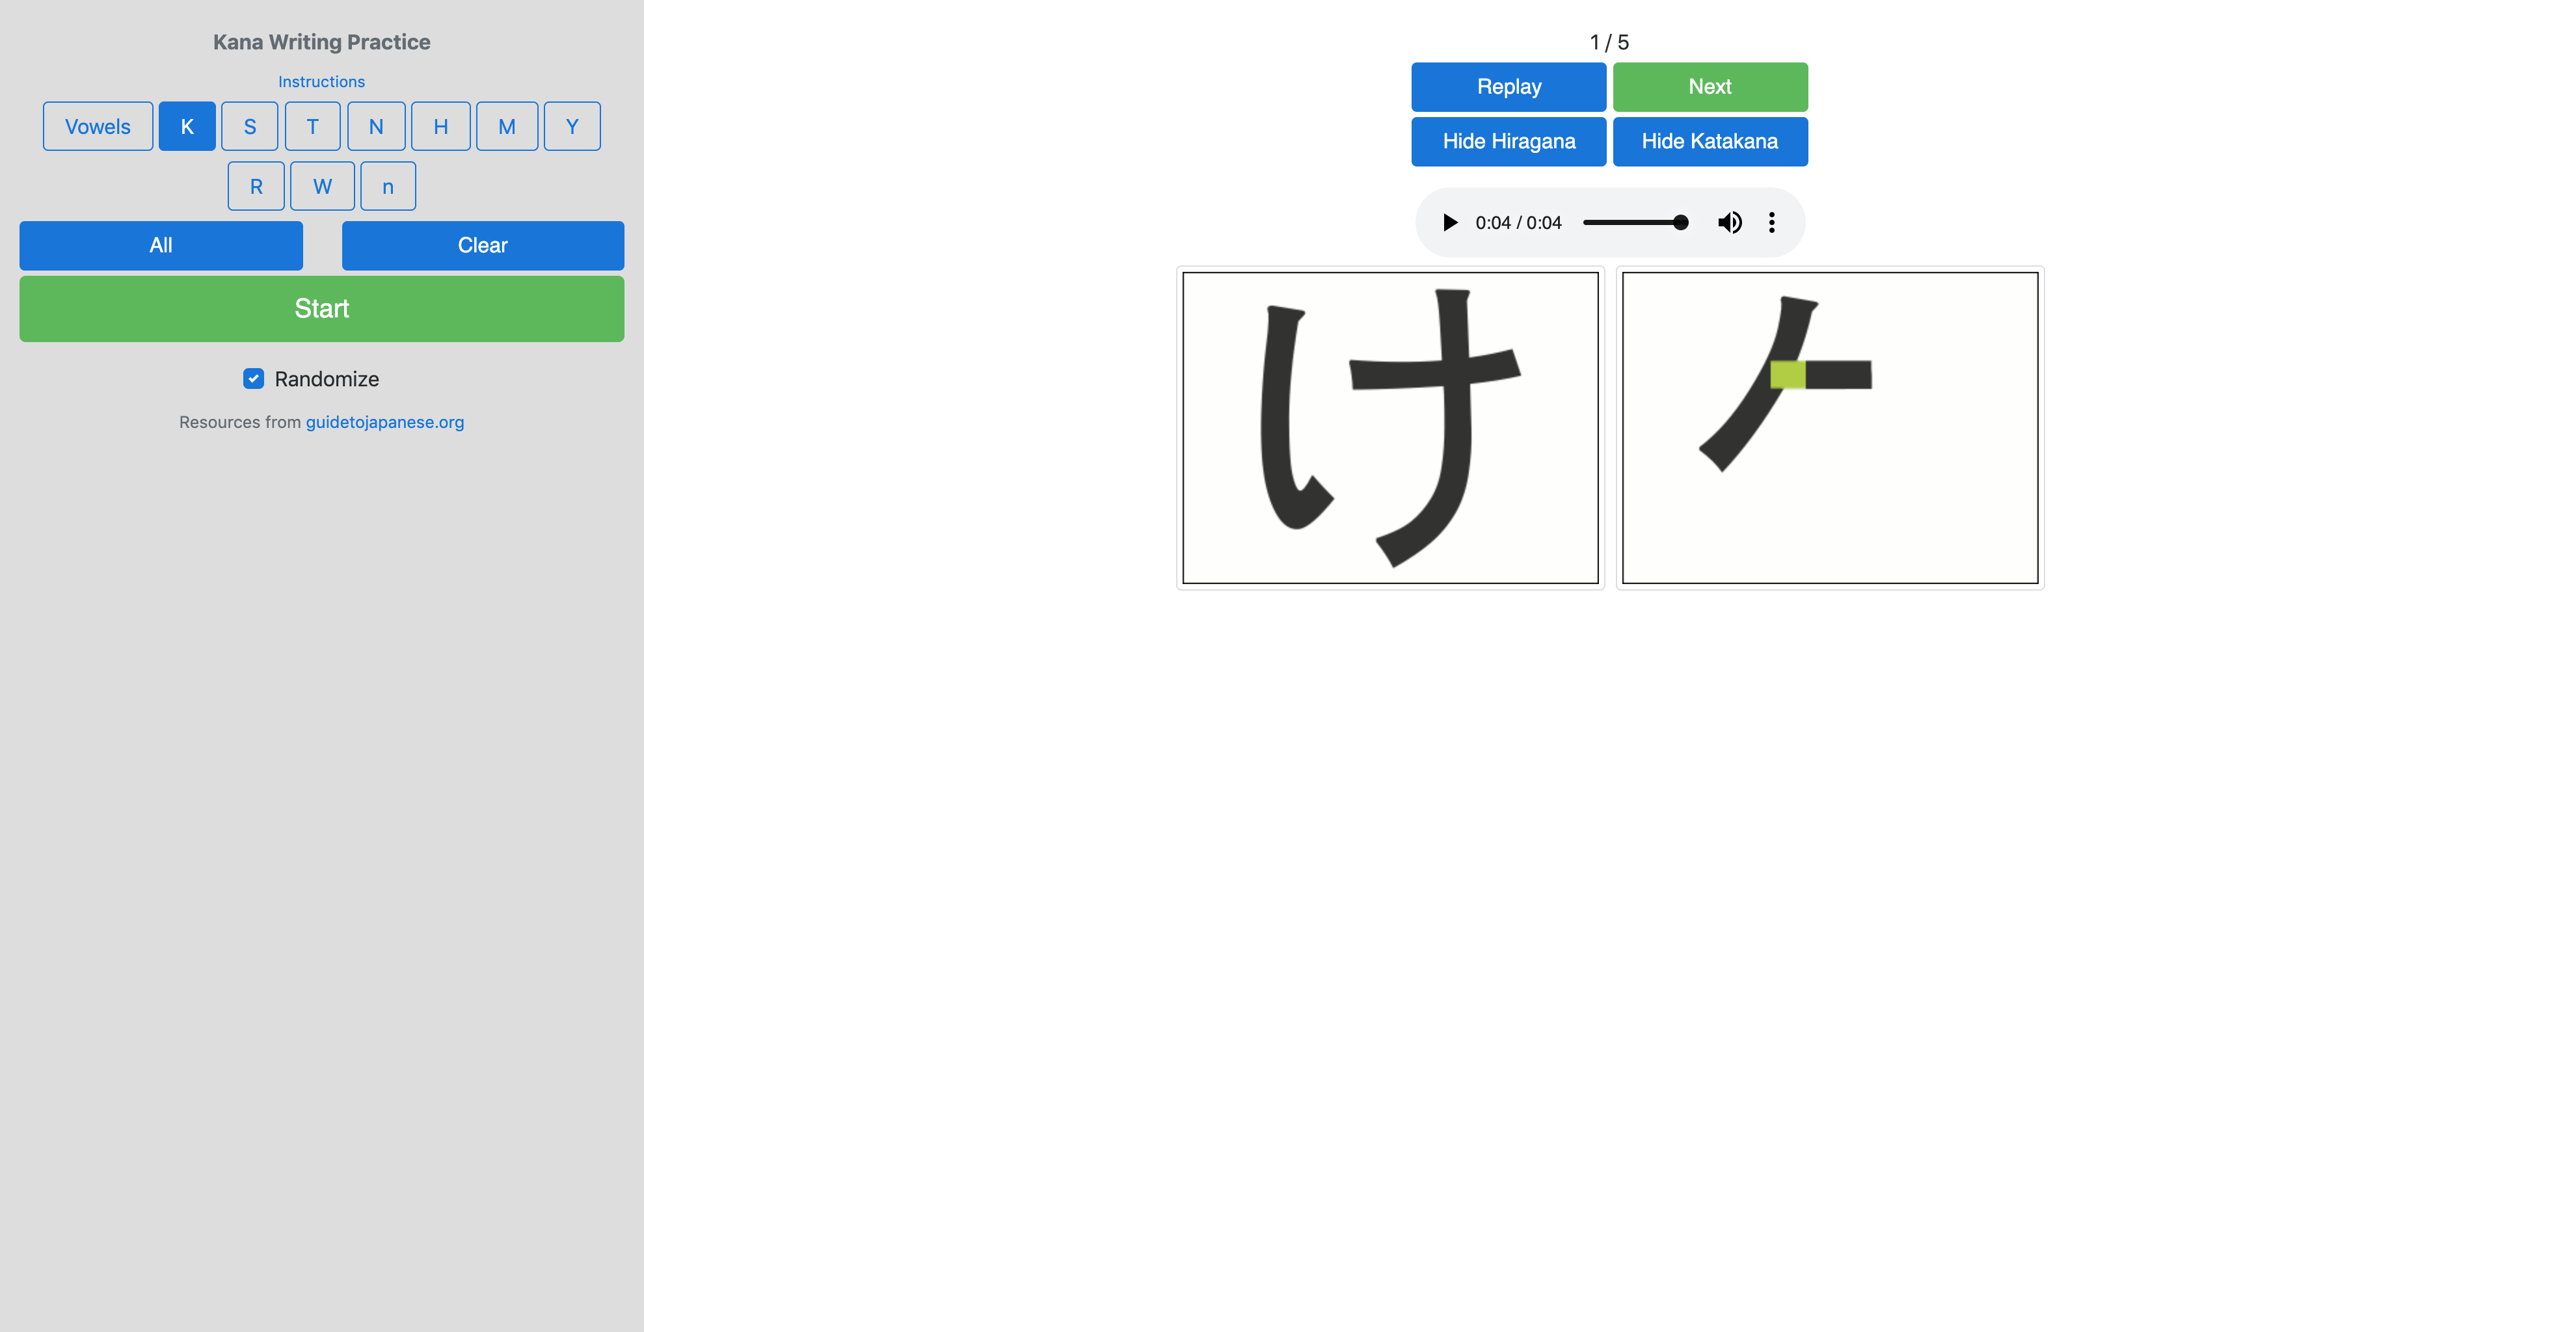 Kana Writing Practice
Instructions
Vowels K S T N H M Y
R W n
All Clear
Start
Randomize
Resources from guidetojapanese.org
1 / 5
Replay Next
Hide Hiragana Hide Katakana
0:04 / 0:04
け